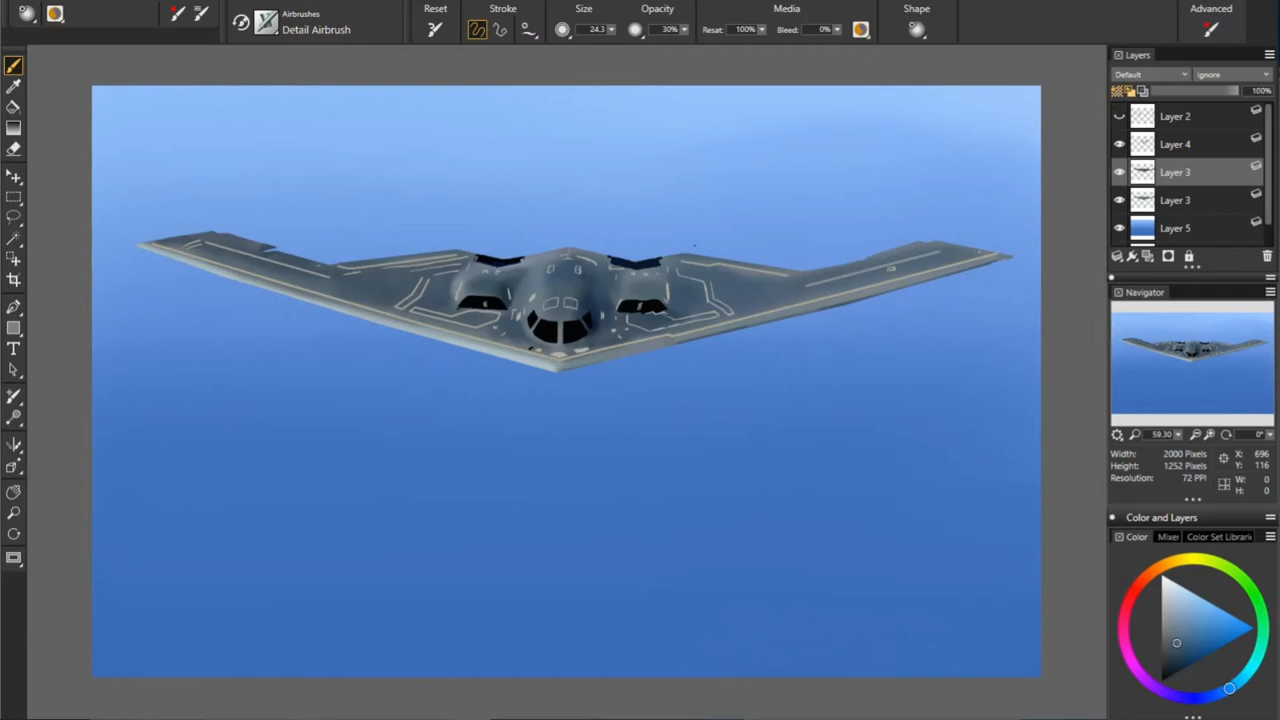 Reset
Stroke
Size
Opacity
Media
Shape
Advanced
Airbrushes
Detail Airbrush
24.3
30%
Resat: 100%
Bleed: 0%
Layers
Default
Ignore
100%
Layer 2
Layer 4
Layer 3
Layer 3
Layer 5
Navigator
59.30
0°
Width: 2000 Pixels
X: 696
Height: 1252 Pixels
Y: 116
Resolution: 72 PPI
W: 0
H: 0
Color and Layers
Color
Mixe
Color Set Librari